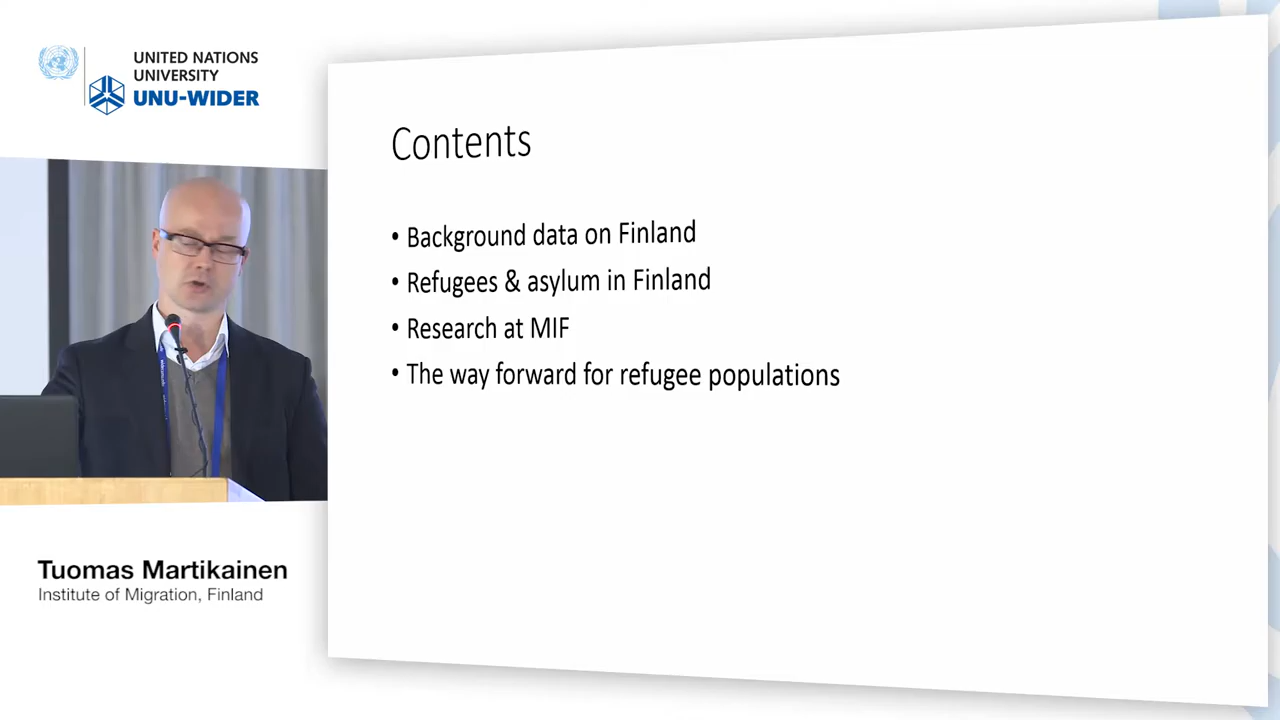 UNITED NATIONS
UNIVERSITY
UNU-WIDER
Contents
• Background data on Finland
• Refugees & asylum in Finland
• Research at MIF
• The way forward for refugee populations
Tuomas Martikainen
Institute of Migration, Finland